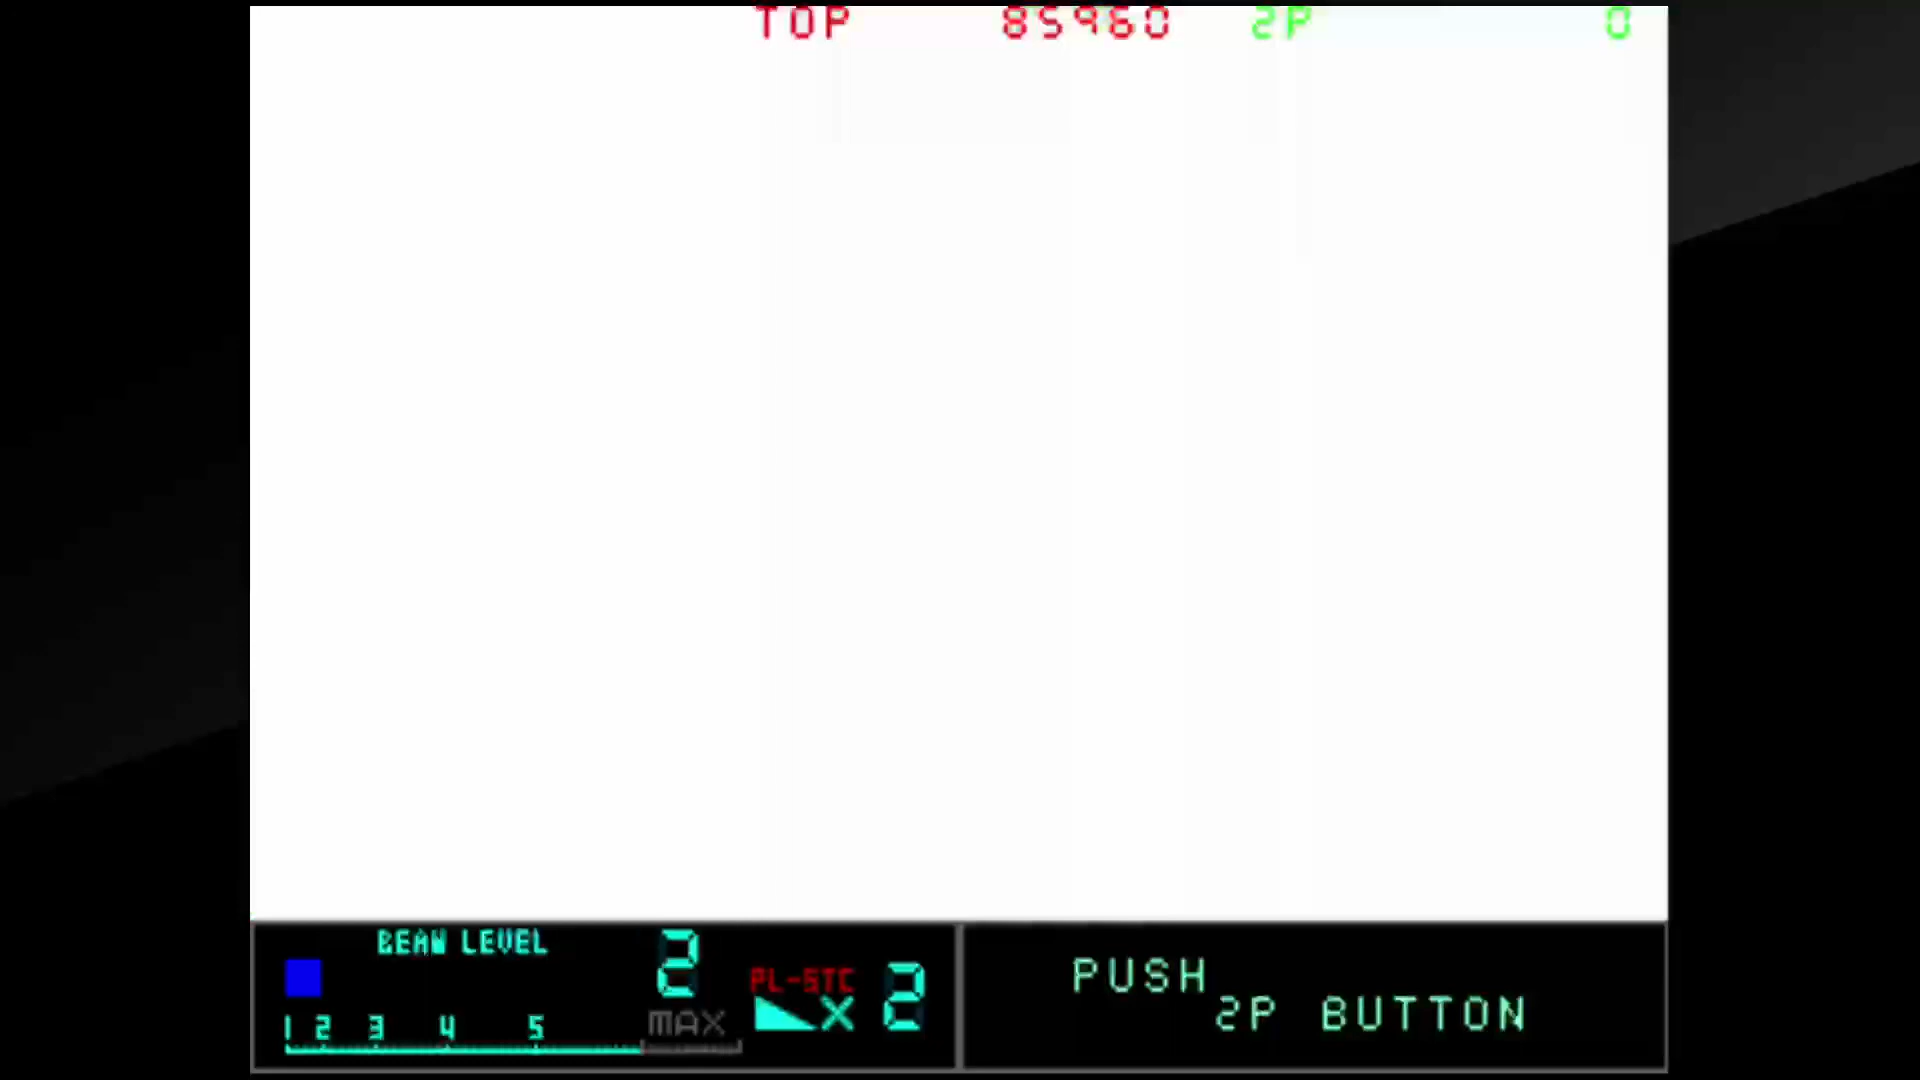 TOP 85960 2P 0
BEAM LEVEL 2
1 2 3 4 5 MAX
PL-STC
X 2
PUSH
2P BUTTON